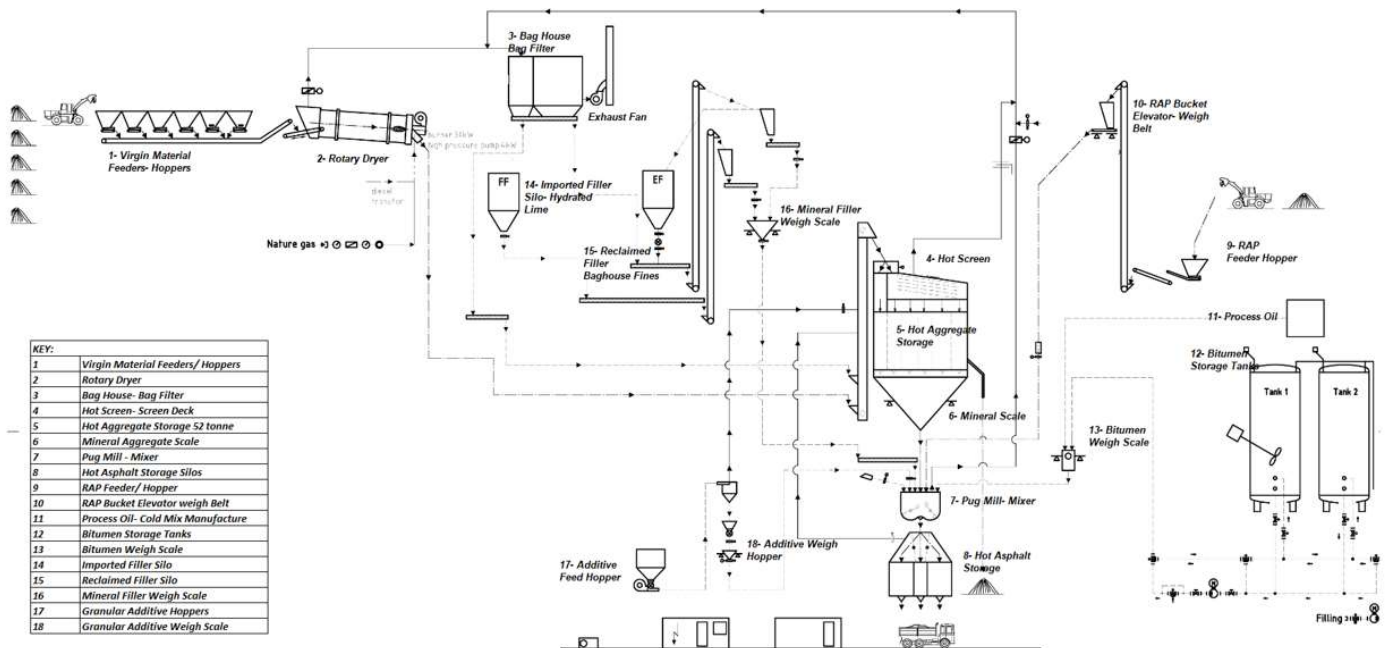 3- Bag House
Bag Filter
Exhaust Fan
1- Virgin Material
Feeders- Hoppers
2- Rotary Dryer
burner 30kW
high pressure pump 4kW
diesel
transfer
Nature gas
FF
14- Imported Filler
Silo- Hydrated
Lime
EF
15- Reclaimed
Filler
Baghouse Fines
16- Mineral Filler
Weigh Scale
4- Hot Screen
5- Hot Aggregate
Storage
6- Mineral Scale
10- RAP Bucket
Elevator- Weigh
Belt
9- RAP
Feeder Hopper
11- Process Oil
12- Bitumen
Storage Tanks
Tank 1
Tank 2
13- Bitumen
Weigh Scale
7- Pug Mill- Mixer
8- Hot Asphalt
Storage
17- Additive
Feed Hopper
18- Additive Weigh
Hopper
Filling
KEY:
1 Virgin Material Feeders/ Hoppers
2 Rotary Dryer
3 Bag House- Bag Filter
4 Hot Screen- Screen Deck
5 Hot Aggregate Storage 52 tonne
6 Mineral Aggregate Scale
7 Pug Mill - Mixer
8 Hot Asphalt Storage Silos
9 RAP Feeder/ Hopper
10 RAP Bucket Elevator weigh Belt
11 Process Oil- Cold Mix Manufacture
12 Bitumen Storage Tanks
13 Bitumen Weigh Scale
14 Imported Filler Silo
15 Reclaimed Filler Silo
16 Mineral Filler Weigh Scale
17 Granular Additive Hoppers
18 Granular Additive Weigh Scale